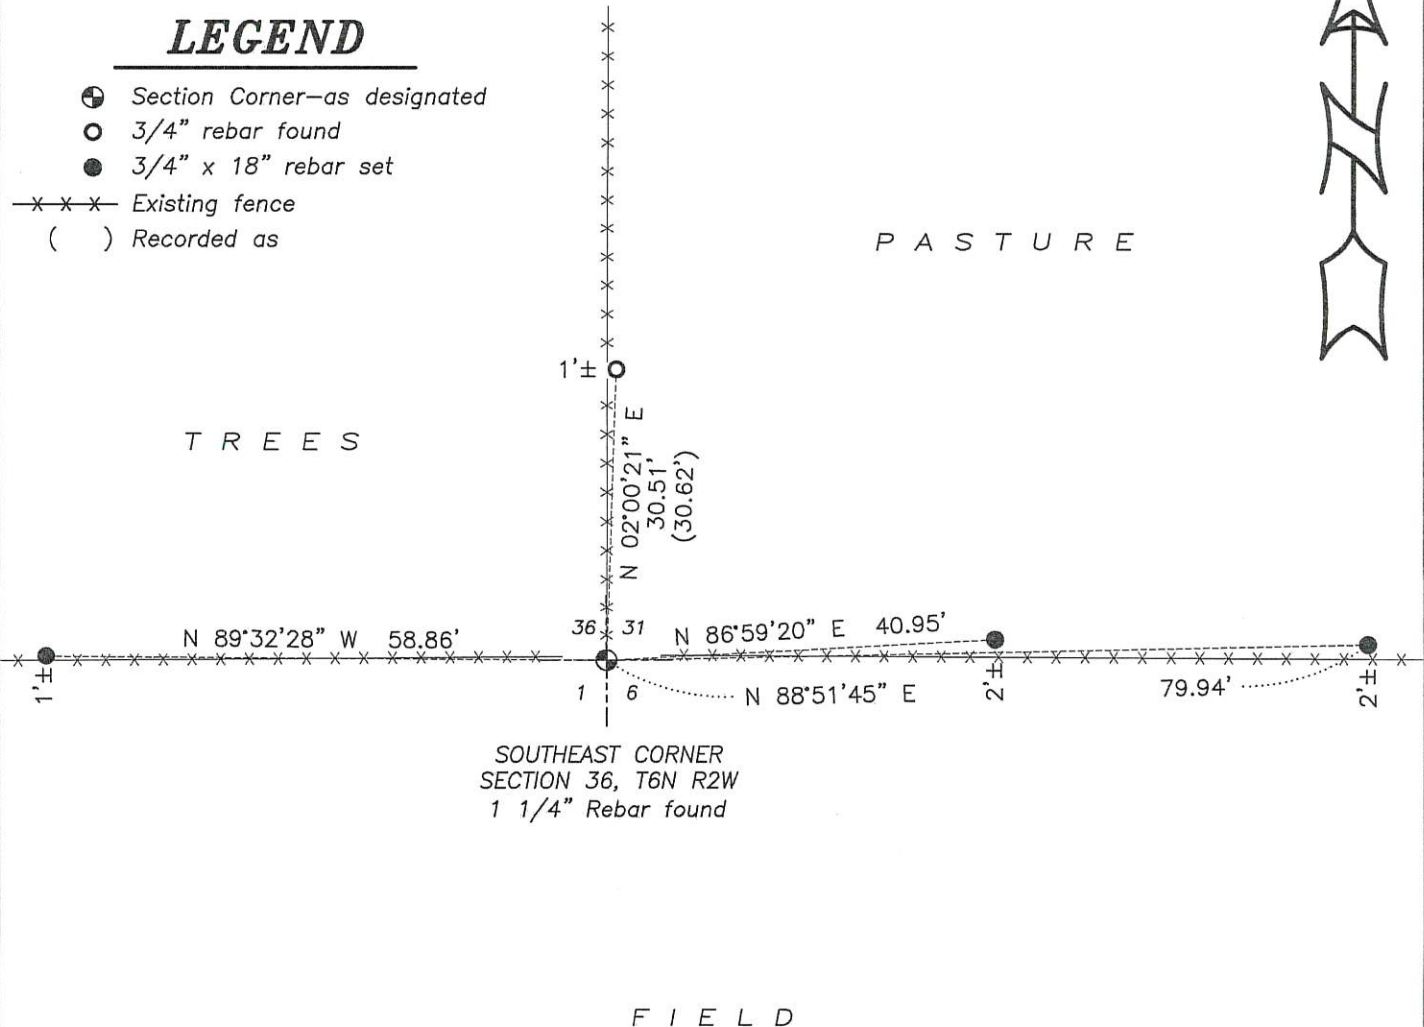 LEGEND
Section Corner-as designated
3/4" rebar found
3/4" x 18" rebar set
-x-x-x- Existing fence
( ) Recorded as
N
PASTURE
1'±
TREES
N 02°00'21" E
30.51'
(30.62')
36 31
N 89°32'28" W 58.86'
N 86°59'20" E 40.95'
1'±
1 6
N 88°51'45" E
2'±
79.94'
2'±
SOUTHEAST CORNER
SECTION 36, T6N R2W
1 1/4" Rebar found
FIELD